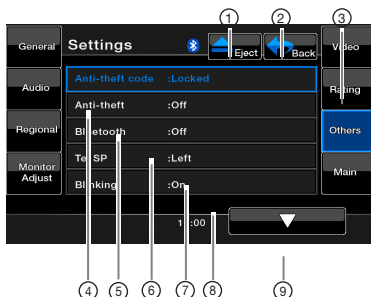 1 2 3
General Settings Eject Back Video
Anti-theft code :Locked
Audio Rating
Anti-theft :Off
Regional Bluetooth :Off Others
Tel SP :Left
Monitor Adjust Main
Blinking :On
:00
4 5 6 7 8 9